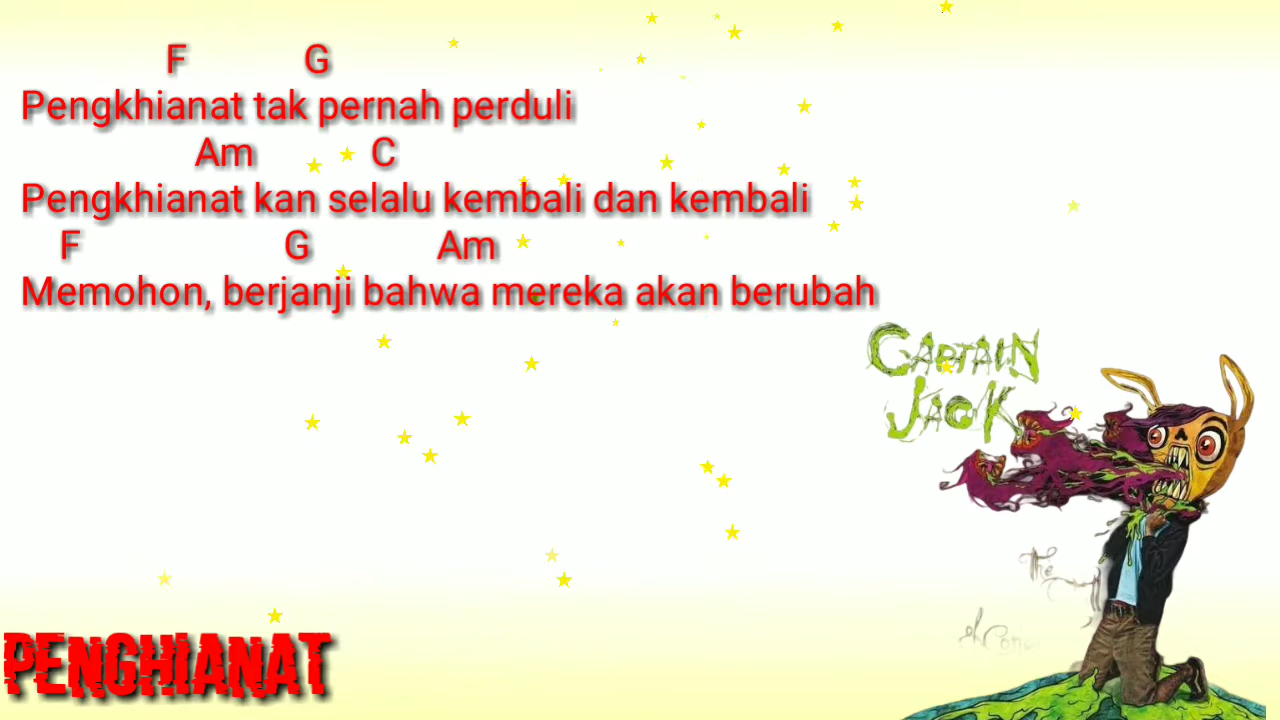 F G
Pengkhianat tak pernah perduli
Am C
Pengkhianat kan selalu kembali dan kembali
F G Am
Memohon, berjanji bahwa mereka akan berubah
CAPTAIN
JACK
The
PENGHIANAT